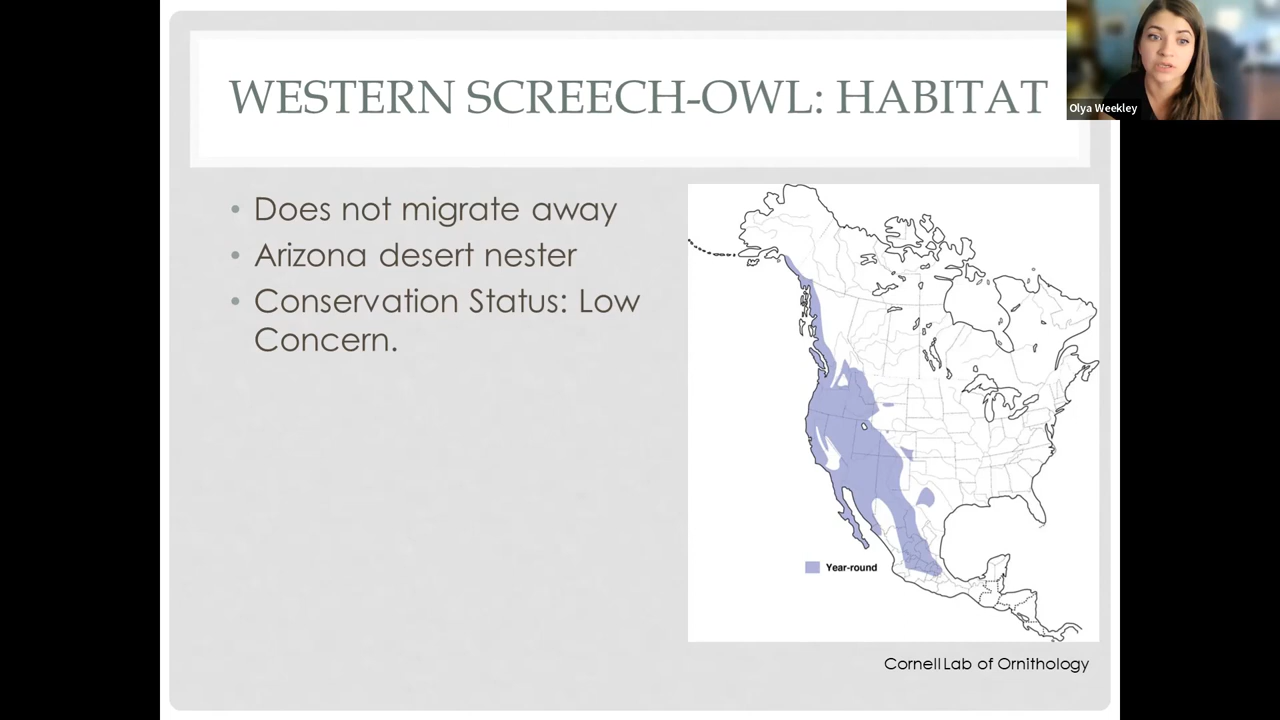 WESTERN SCREECH-OWL: HABITAT
Olya Weekley
• Does not migrate away
• Arizona desert nester
• Conservation Status: Low
Concern.
Year-round
Cornell Lab of Ornithology